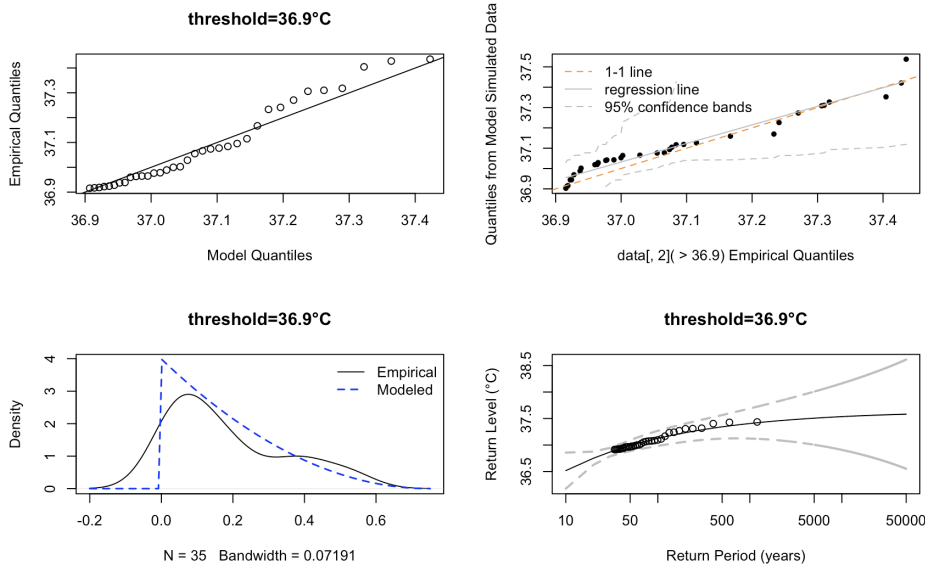 threshold=36.9°C
Empirical Quantiles
36.9
37.1
37.3
36.9
37.0
37.1
37.2
37.3
37.4
Model Quantiles
Quantiles from Model Simulated Data
36.9
37.1
37.3
37.5
1-1 line
regression line
95% confidence bands
36.9
37.0
37.1
37.2
37.3
37.4
data[, 2]( > 36.9) Empirical Quantiles
threshold=36.9°C
Density
0
1
2
3
4
Empirical
Modeled
-0.2
0.0
0.2
0.4
0.6
N = 35 Bandwidth = 0.07191
threshold=36.9°C
Return Level (°C)
36.5
37.5
38.5
10
50
500
5000
50000
Return Period (years)